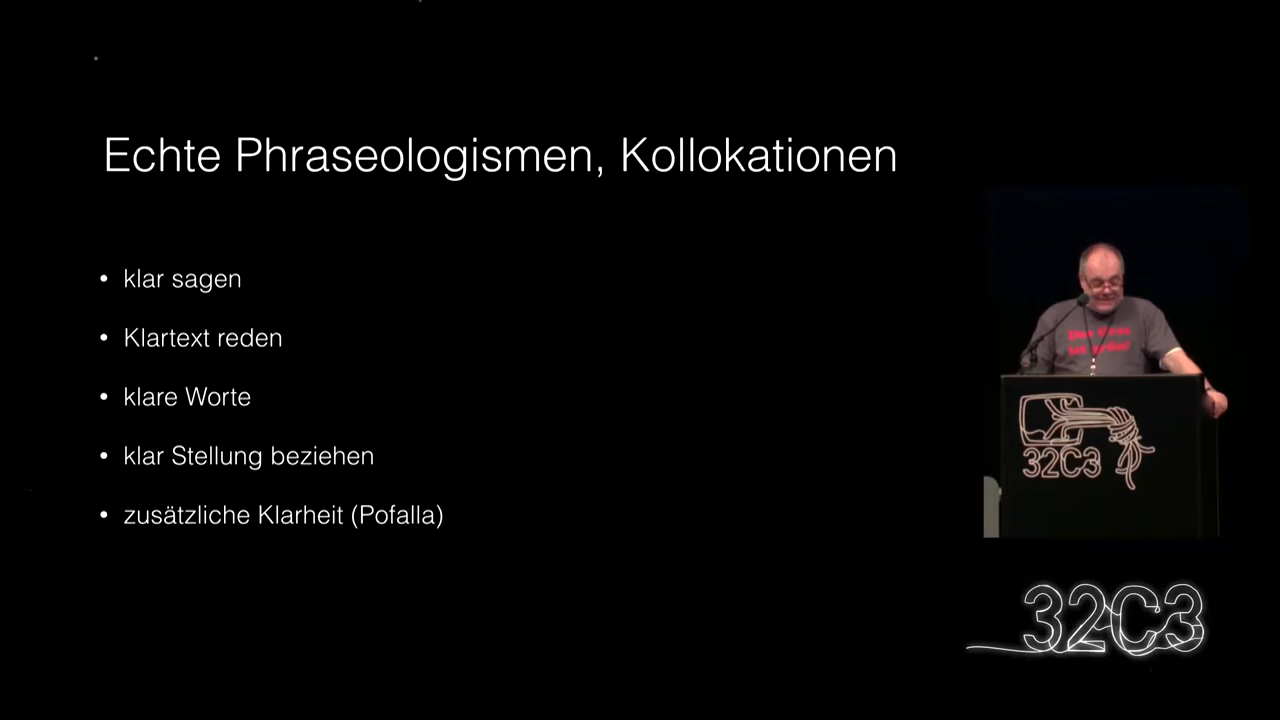 Echte Phraseologismen, Kollokationen
• klar sagen
• Klartext reden
• klare Worte
• klar Stellung beziehen
• zusätzliche Klarheit (Pofalla)
32C3
32C3